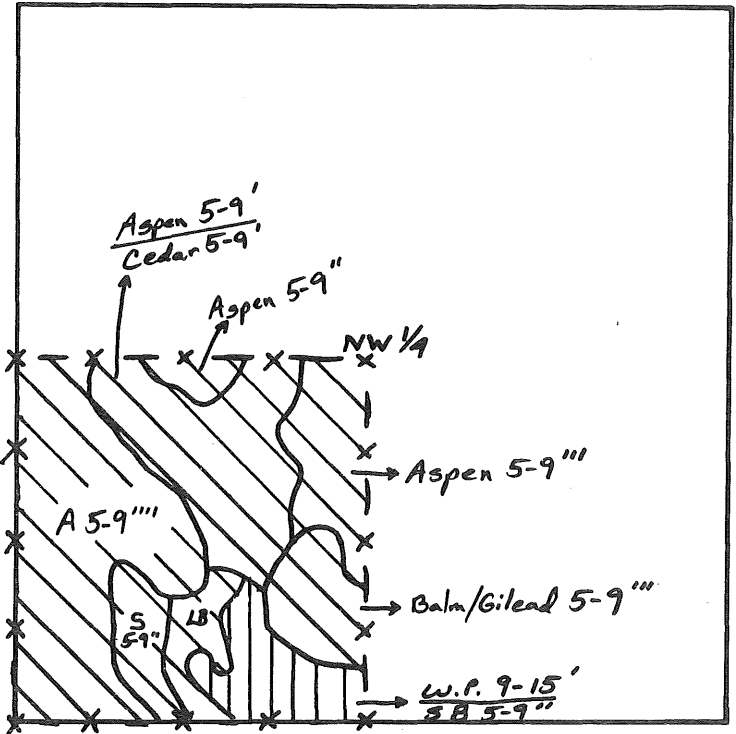 Aspen 5-9'
Cedar 5-9'
Aspen 5-9"
NW 1/4
Aspen 5-9'''
A 5-9''''
Balm/Gilead 5-9'''
S
5-9"
LB
W.P. 9-15'
SB 5-9"